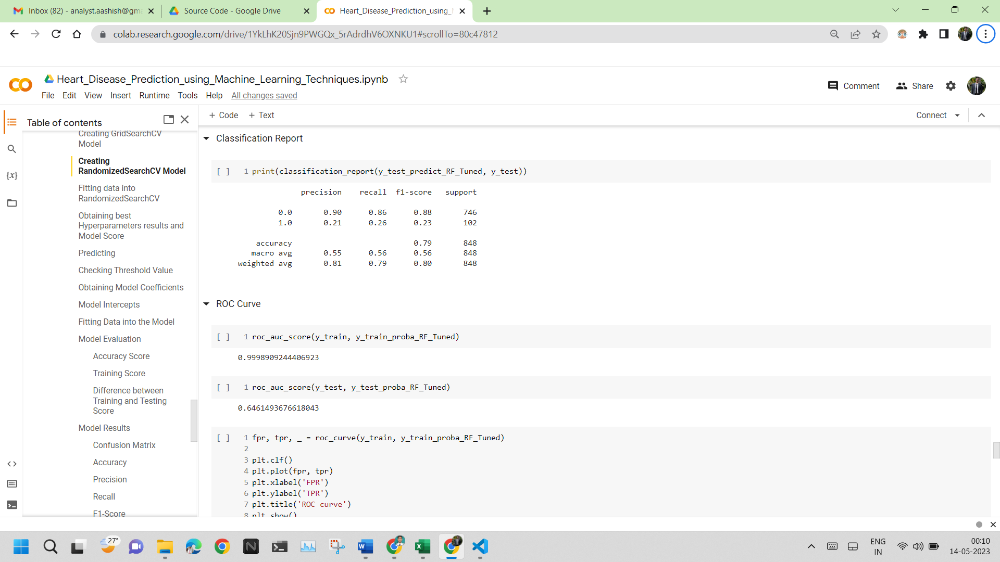 Inbox (82) - analyst.aashish@gm
Source Code - Google Drive
Heart_Disease_Prediction_using_
colab.research.google.com/drive/1YkLhK20Sjn9PWGQx_5rAdrdhV6OXNKU1#scrollTo=80c47812
Heart_Disease_Prediction_using_Machine_Learning_Techniques.ipynb
File Edit View Insert Runtime Tools Help All changes saved
Comment Share
Table of contents
Creating GridSearchCV
Model
Creating
RandomizedSearchCV Model
Fitting data into
RandomizedSearchCV
Obtaining best
Hyperparameters results and
Model Score
Predicting
Checking Threshold Value
Obtaining Model Coefficients
Model Intercepts
Fitting Data into the Model
Model Evaluation
Accuracy Score
Training Score
Difference between
Training and Testing
Score
Model Results
Confusion Matrix
Accuracy
Precision
Recall
F1-Score
+ Code + Text
Connect
Classification Report
[ ] 1 print(classification_report(y_test_predict_RF_Tuned, y_test))
precision recall f1-score support
0.0 0.90 0.86 0.88 746
1.0 0.21 0.26 0.23 102
accuracy 0.79 848
macro avg 0.55 0.56 0.56 848
weighted avg 0.81 0.79 0.80 848
ROC Curve
[ ] 1 roc_auc_score(y_train, y_train_proba_RF_Tuned)
0.9998909244406923
[ ] 1 roc_auc_score(y_test, y_test_proba_RF_Tuned)
0.6461493676618043
[ ] 1 fpr, tpr, _ = roc_curve(y_train, y_train_proba_RF_Tuned)
2
3 plt.clf()
4 plt.plot(fpr, tpr)
5 plt.xlabel('FPR')
6 plt.ylabel('TPR')
7 plt.title('ROC curve')
8 plt.show()
27°
ENG
IN
00:10
14-05-2023